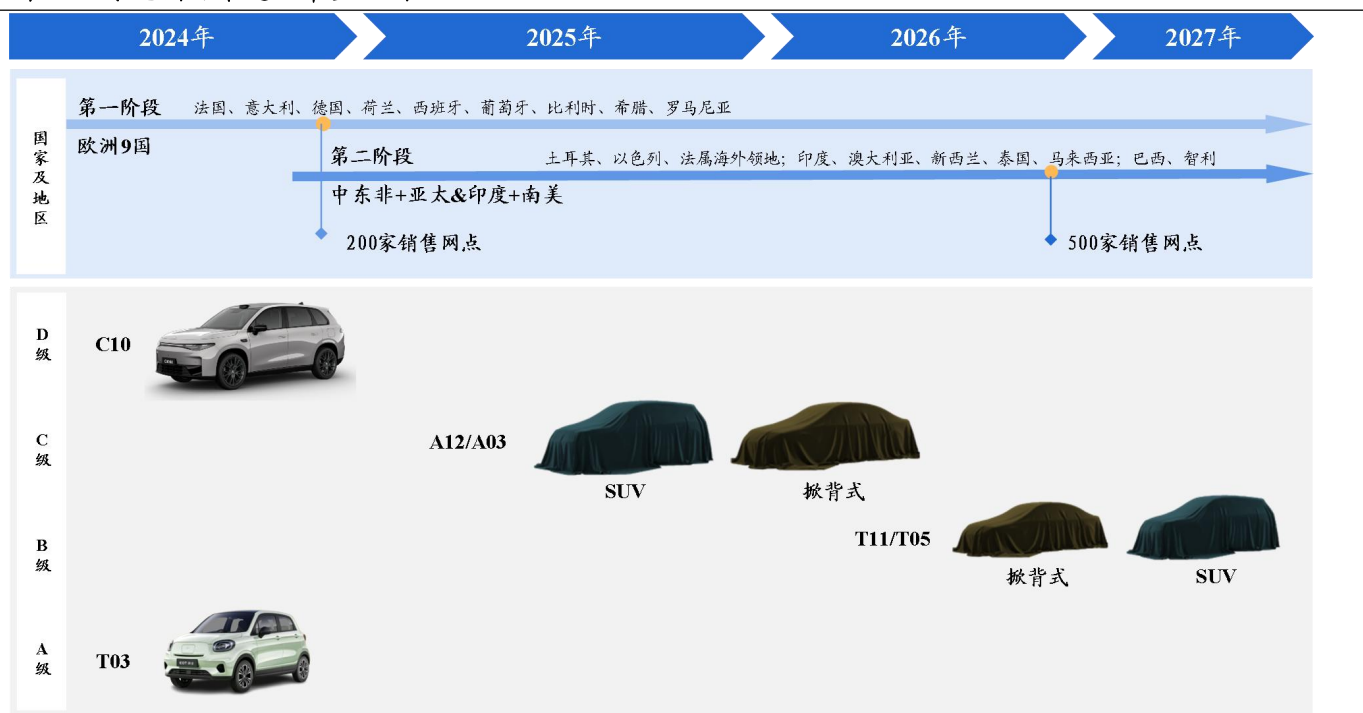 2024年
2025年
2026年
2027年
国家及地区
第一阶段 法国、意大利、德国、荷兰、西班牙、葡萄牙、比利时、希腊、罗马尼亚
欧洲9国
第二阶段 土耳其、以色列、法属海外领地；印度、澳大利亚、新西兰、泰国、马来西亚；巴西、智利
中东非+亚太&印度+南美
200家销售网点
500家销售网点
D级
C10
C级
A12/A03
SUV
掀背式
B级
T11/T05
掀背式
SUV
A级
T03